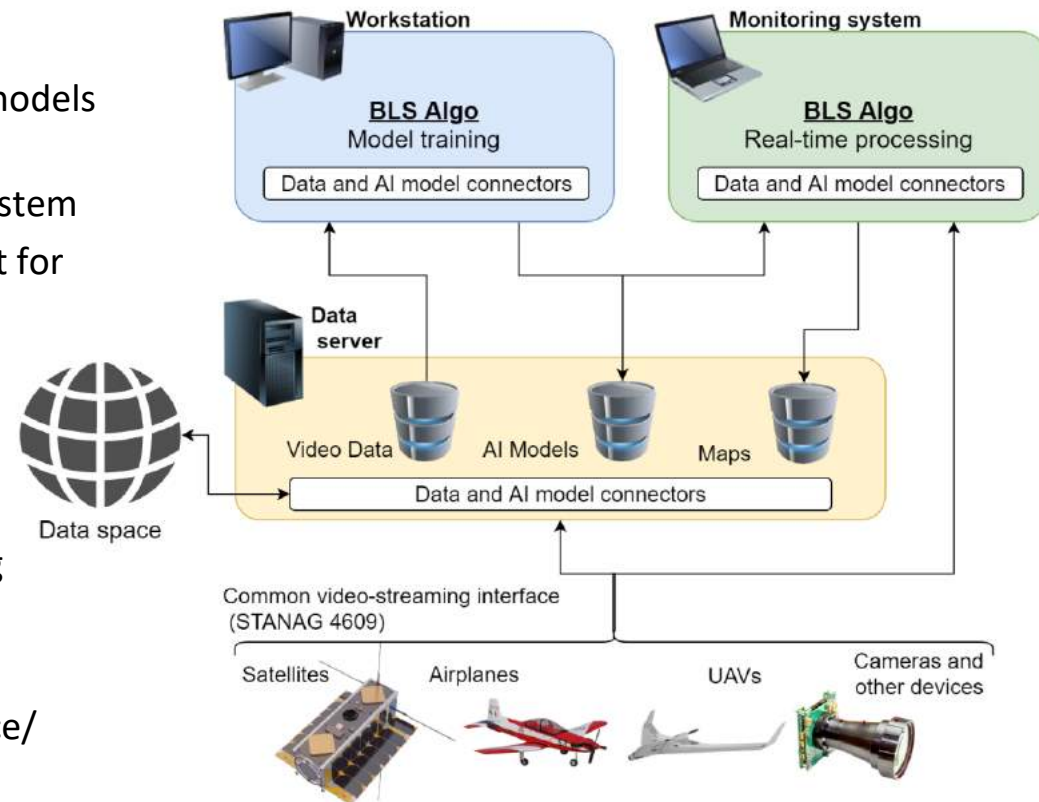 models
stem
t for
g
ce/
Workstation
BLS Algo
Model training
Data and AI model connectors
Monitoring system
BLS Algo
Real-time processing
Data and AI model connectors
Data
server
Video Data
AI Models
Maps
Data and AI model connectors
Data space
Common video-streaming interface
(STANAG 4609)
Satellites
Airplanes
UAVs
Cameras and
other devices